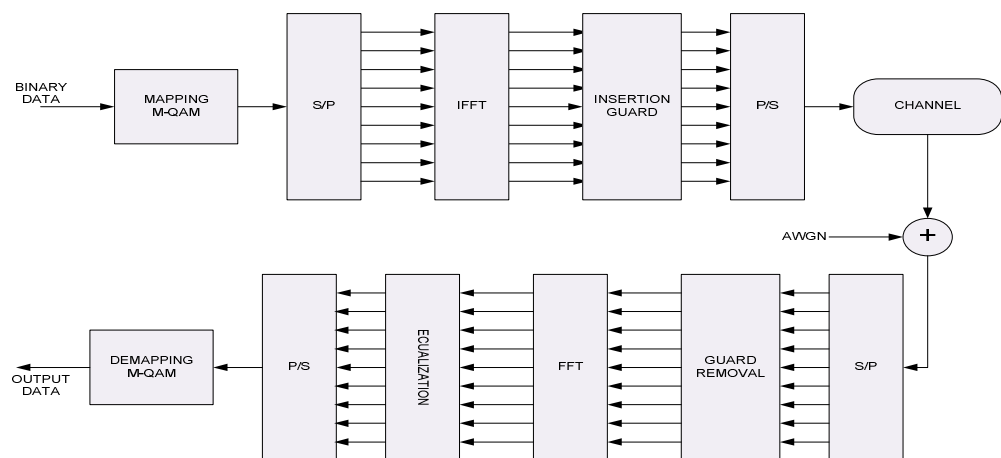 BINARY
DATA
MAPPING
M-QAM
S/P
IFFT
INSERTION
GUARD
P/S
CHANNEL
AWGN
+
S/P
GUARD
REMOVAL
FFT
ECUALIZATION
P/S
DEMAPPING
M-QAM
OUTPUT
DATA